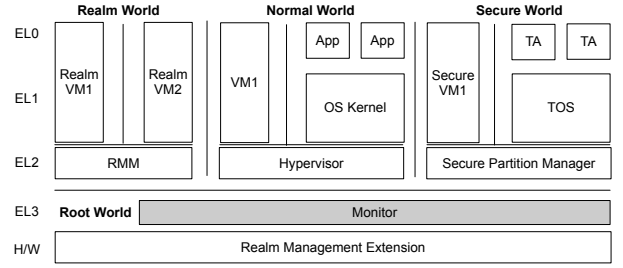 Realm World Normal World Secure World
EL0 App App TA TA
Realm VM1 Realm VM2 VM1 Secure VM1
EL1 OS Kernel TOS
EL2 RMM Hypervisor Secure Partition Manager
EL3 Root World Monitor
H/W Realm Management Extension